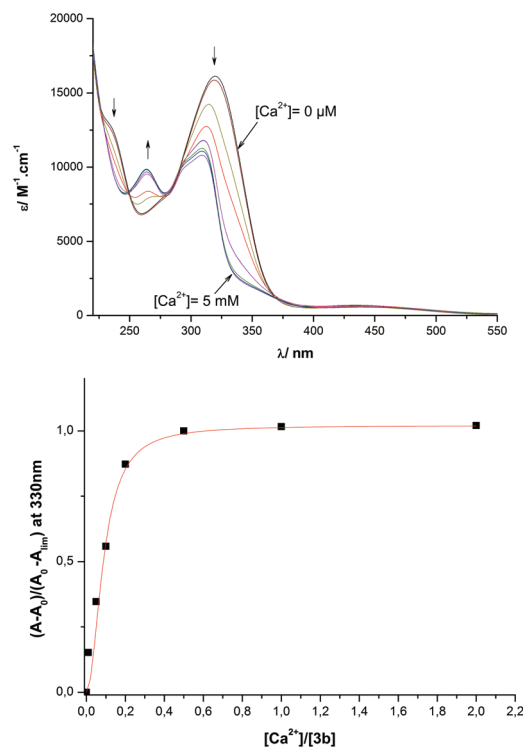 20000
15000
10000
5000
0
ε/ M⁻¹.cm⁻¹
[Ca²⁺]= 0 µM
[Ca²⁺]= 5 mM
250 300 350 400 450 500 550
λ/ nm
1,0
0,5
0,0
(A-A₀)/(A₀ -Aₗᵢₘ) at 330nm
0,0 0,2 0,4 0,6 0,8 1,0 1,2 1,4 1,6 1,8 2,0 2,2
[Ca²⁺]/[3b]